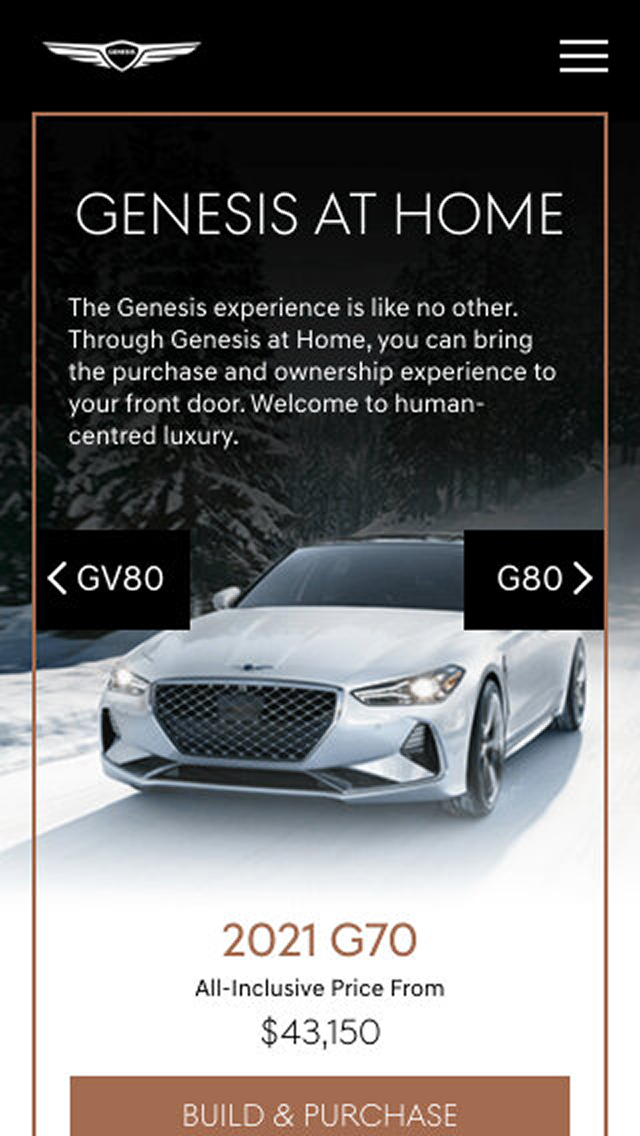 GENESIS
GENESIS AT HOME
The Genesis experience is like no other.
Through Genesis at Home, you can bring
the purchase and ownership experience to
your front door. Welcome to human-
centred luxury.
GV80
G80
2021 G70
All-Inclusive Price From
$43,150
BUILD & PURCHASE